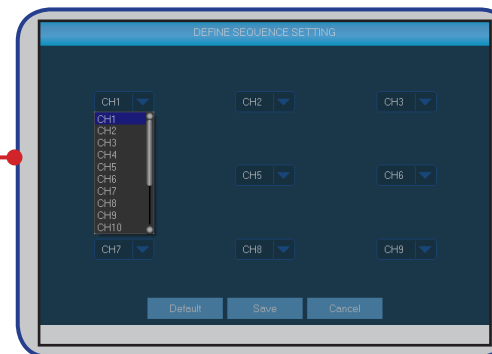 DEFINE SEQUENCE SETTING
CH1 CH2 CH3
CH1
CH2
CH3
CH4
CH5
CH6
CH7
CH8
CH9
CH10
CH5 CH6
CH7 CH8 CH9
Default Save Cancel